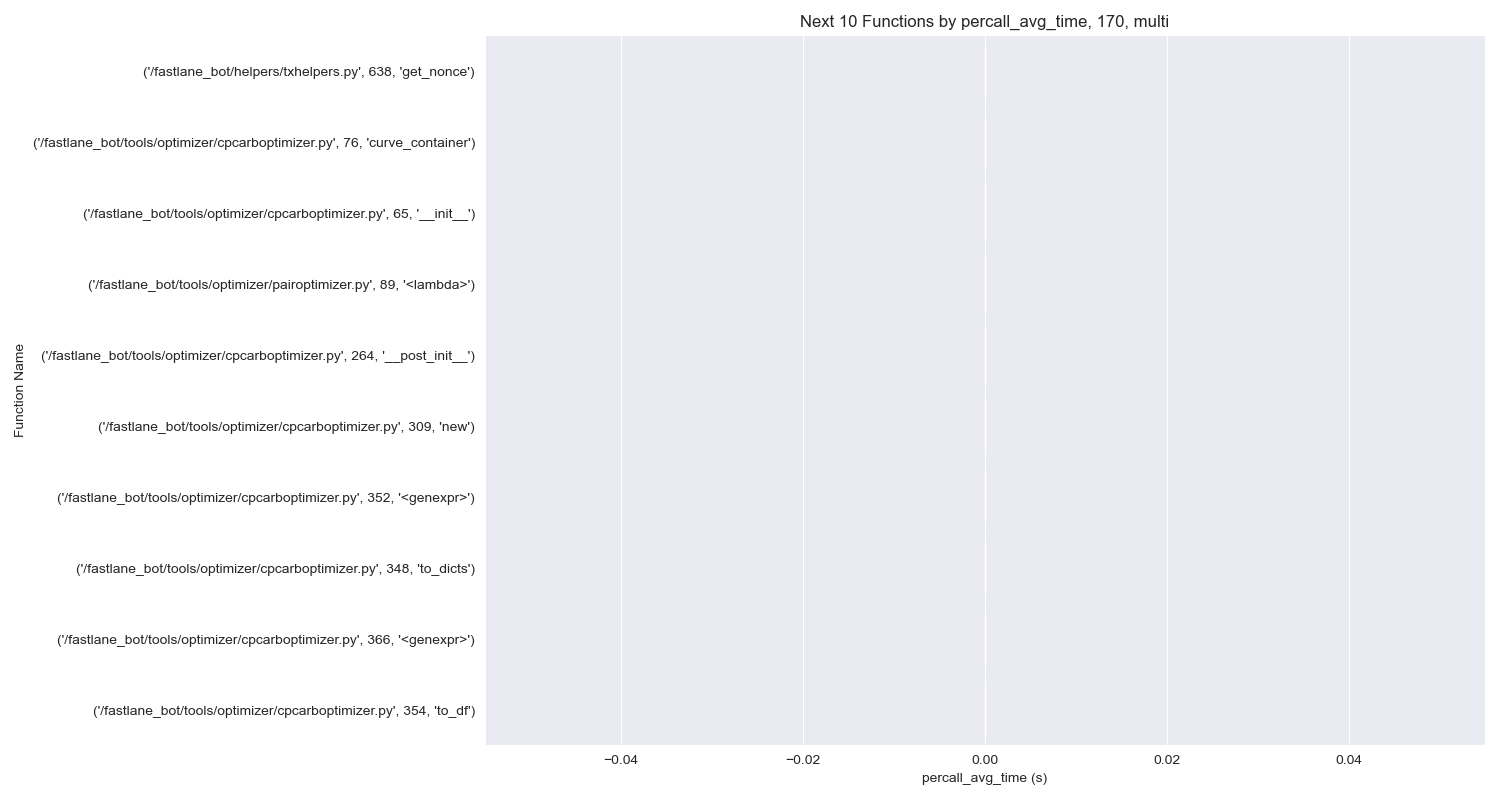 Next 10 Functions by percall_avg_time, 170, multi
('/fastlane_bot/helpers/txhelpers.py', 638, 'get_nonce')
('/fastlane_bot/tools/optimizer/cpcarboptimizer.py', 76, 'curve_container')
('/fastlane_bot/tools/optimizer/cpcarboptimizer.py', 65, '__init__')
('/fastlane_bot/tools/optimizer/pairoptimizer.py', 89, '<lambda>')
('/fastlane_bot/tools/optimizer/cpcarboptimizer.py', 264, '__post_init__')
('/fastlane_bot/tools/optimizer/cpcarboptimizer.py', 309, 'new')
('/fastlane_bot/tools/optimizer/cpcarboptimizer.py', 352, '<genexpr>')
('/fastlane_bot/tools/optimizer/cpcarboptimizer.py', 348, 'to_dicts')
('/fastlane_bot/tools/optimizer/cpcarboptimizer.py', 366, '<genexpr>')
('/fastlane_bot/tools/optimizer/cpcarboptimizer.py', 354, 'to_df')
Function Name
−0.04 −0.02 0.00 0.02 0.04
percall_avg_time (s)